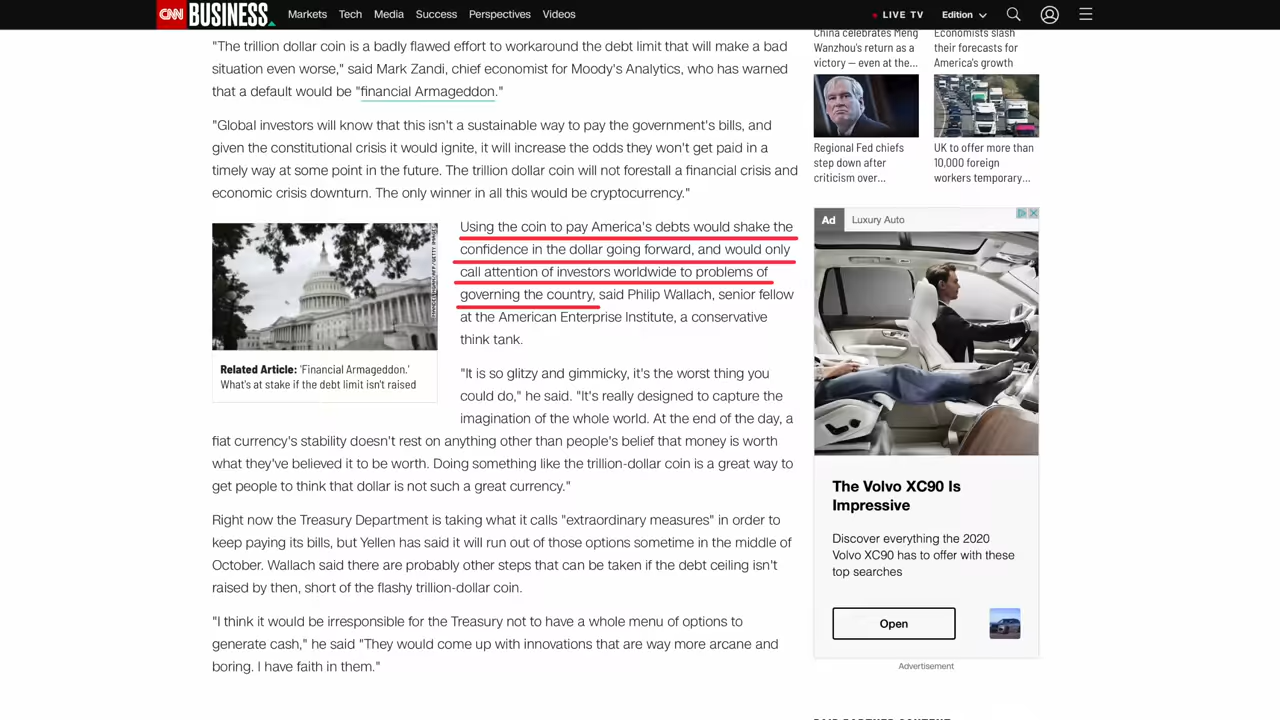 CNN BUSINESS
Markets Tech Media Success Perspectives Videos
LIVE TV Edition
"The trillion dollar coin is a badly flawed effort to workaround the debt limit that will make a bad
situation even worse," said Mark Zandi, chief economist for Moody's Analytics, who has warned
that a default would be "financial Armageddon."
"Global investors will know that this isn't a sustainable way to pay the government's bills, and
given the constitutional crisis it would ignite, it will increase the odds they won't get paid in a
timely way at some point in the future. The trillion dollar coin will not forestall a financial crisis and
economic crisis downturn. The only winner in all this would be cryptocurrency."
Related Article: 'Financial Armageddon.'
What's at stake if the debt limit isn't raised
Using the coin to pay America's debts would shake the
confidence in the dollar going forward, and would only
call attention of investors worldwide to problems of
governing the country, said Philip Wallach, senior fellow
at the American Enterprise Institute, a conservative
think tank.
"It is so glitzy and gimmicky, it's the worst thing you
could do," he said. "It's really designed to capture the
imagination of the whole world. At the end of the day, a
fiat currency's stability doesn't rest on anything other than people's belief that money is worth
what they've believed it to be worth. Doing something like the trillion-dollar coin is a great way to
get people to think that dollar is not such a great currency."
Right now the Treasury Department is taking what it calls "extraordinary measures" in order to
keep paying its bills, but Yellen has said it will run out of those options sometime in the middle of
October. Wallach said there are probably other steps that can be taken if the debt ceiling isn't
raised by then, short of the flashy trillion-dollar coin.
"I think it would be irresponsible for the Treasury not to have a whole menu of options to
generate cash," he said "They would come up with innovations that are way more arcane and
boring. I have faith in them."
China celebrates Meng
Wanzhou's return as a
victory — even at the...
Economists slash
their forecasts for
America's growth
Regional Fed chiefs
step down after
criticism over...
UK to offer more than
10,000 foreign
workers temporary...
Ad Luxury Auto
The Volvo XC90 Is
Impressive
Discover everything the 2020
Volvo XC90 has to offer with these
top searches
Open
Advertisement